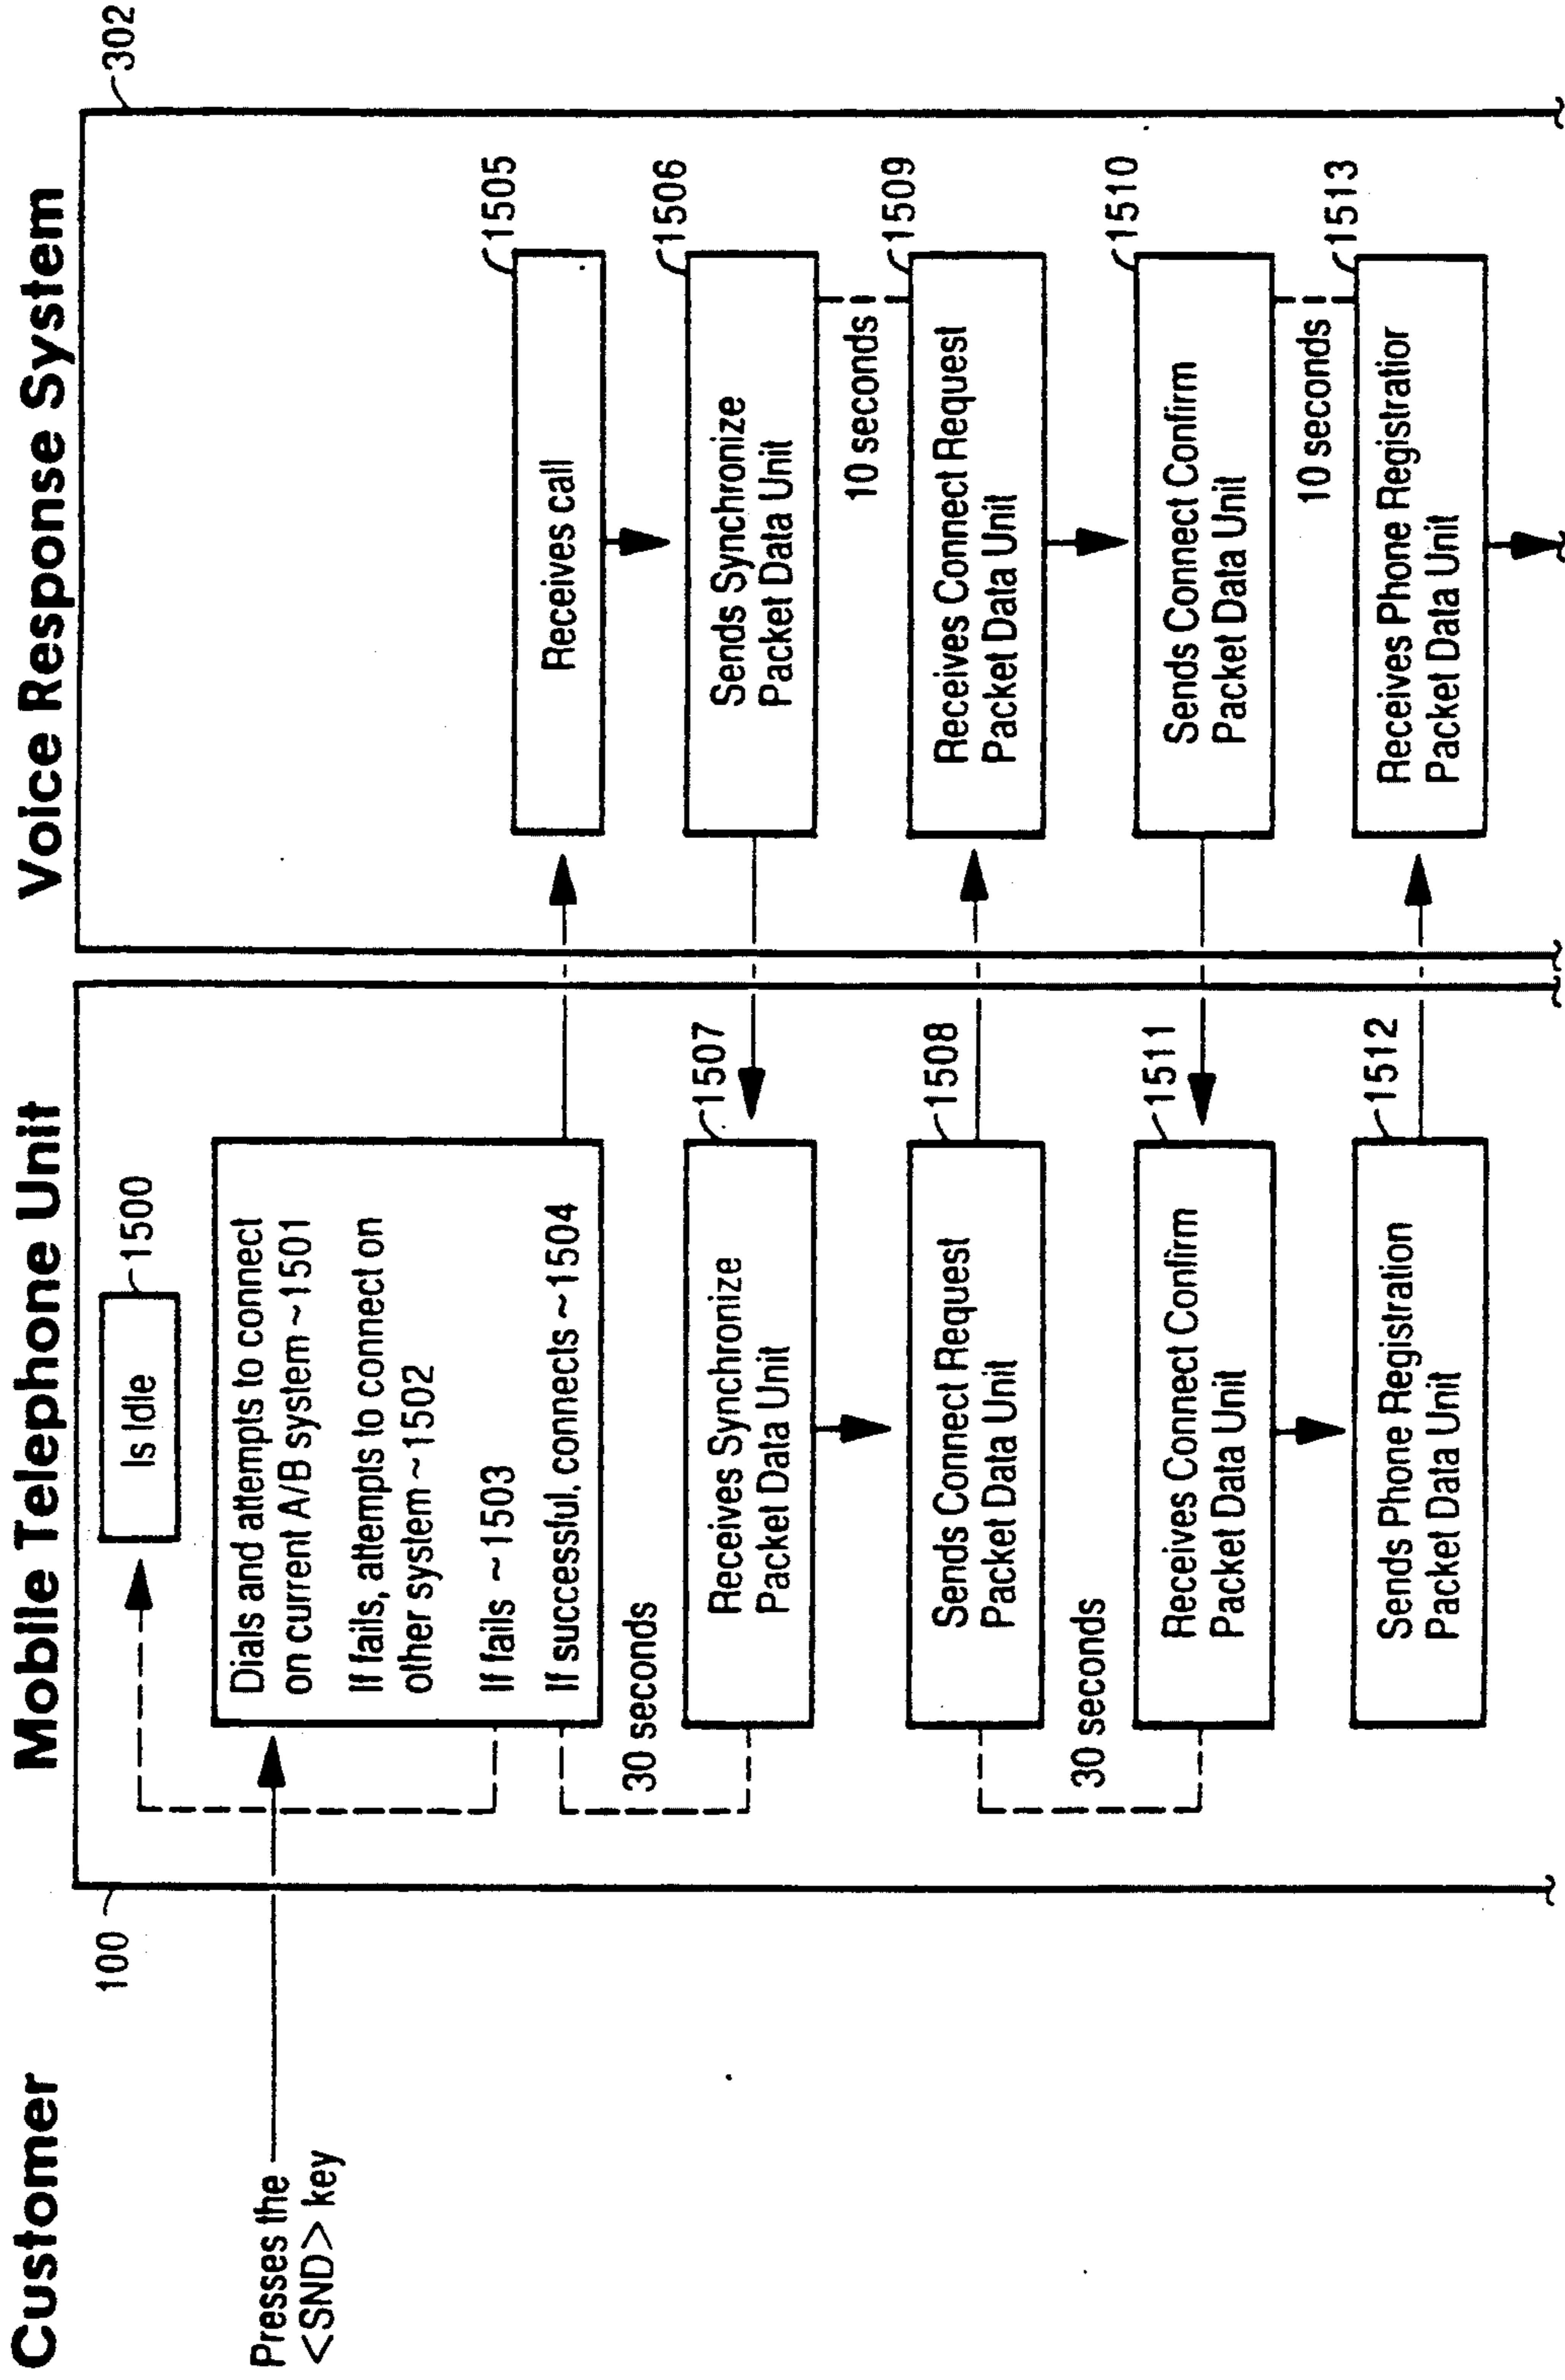 Customer
Mobile Telephone Unit
Voice Response System
100
302
Presses the
<SND> key
Is Idle
1500
Dials and attempts to connect
on current A/B system ~1501
If fails, attempts to connect on
other system ~1502
If fails ~1503
If successful, connects ~1504
Receives call
1505
30 seconds
Sends Synchronize
Packet Data Unit
1506
Receives Synchronize
Packet Data Unit
1507
10 seconds
Sends Connect Request
Packet Data Unit
1508
Receives Connect Request
Packet Data Unit
1509
30 seconds
Sends Connect Confirm
Packet Data Unit
1510
Receives Connect Confirm
Packet Data Unit
1511
10 seconds
Sends Phone Registration
Packet Data Unit
1512
Receives Phone Registratior
Packet Data Unit
1513